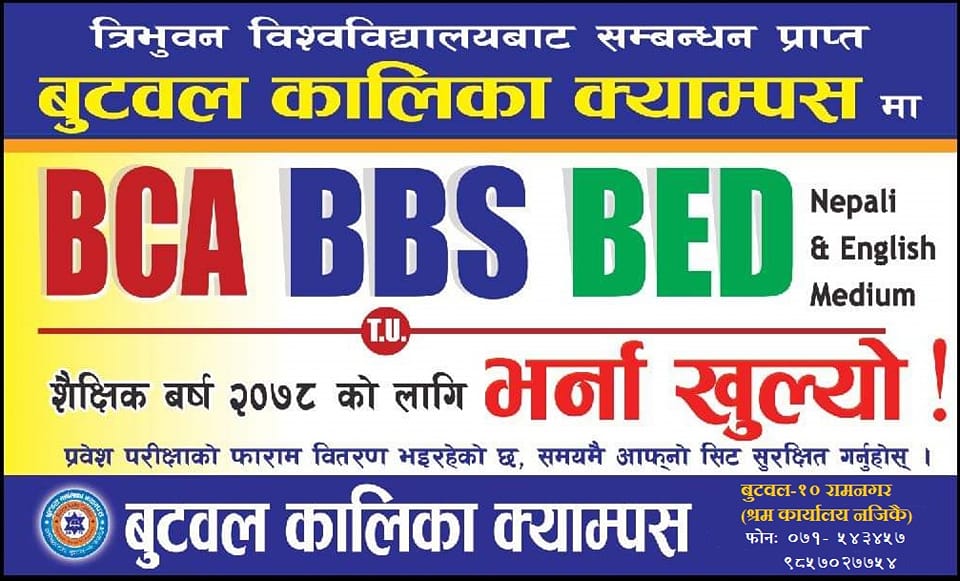 त्रिभुवन विश्वविद्यालयबाट सम्बन्धन प्राप्त
बुटवल कालिका क्याम्पस मा
BCA BBS BED Nepali
& English
Medium
T.U.
शैक्षिक बर्ष २०७८ को लागि भर्ना खुल्यो !
प्रवेश परीक्षाको फाराम वितरण भइरहेको छ, समयमै आफ्नो सिट सुरक्षित गर्नुहोस् ।
बुटवल कालिका क्याम्पस
बुटवल-१० रामनगर
(श्रम कार्यालय नजिकै)
फोनः ०७१- ५४३४५७
९८५७०२७७५४